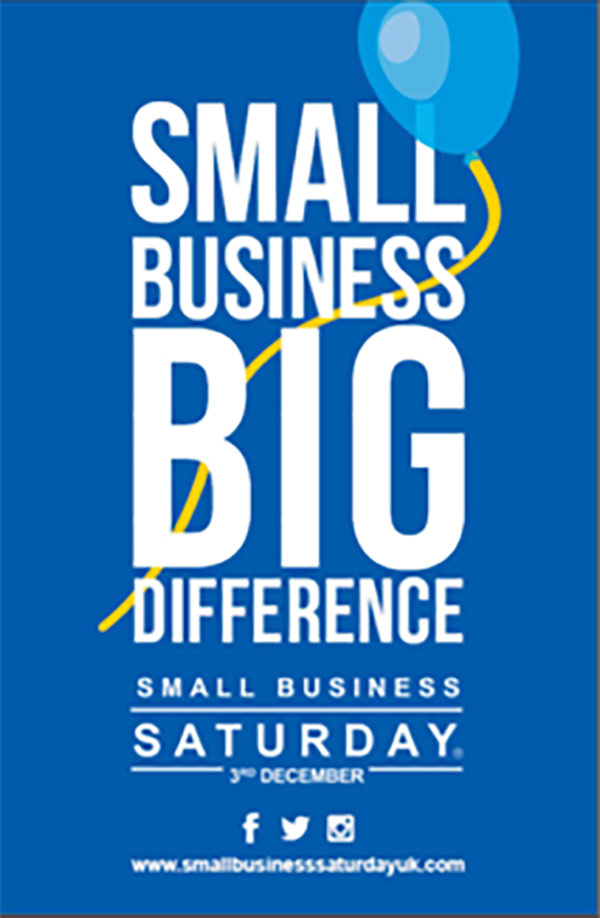 SMALL
BUSINESS
BIG
DIFFERENCE
SMALL BUSINESS
SATURDAY®
3RD DECEMBER
www.smallbusinesssaturdayuk.com